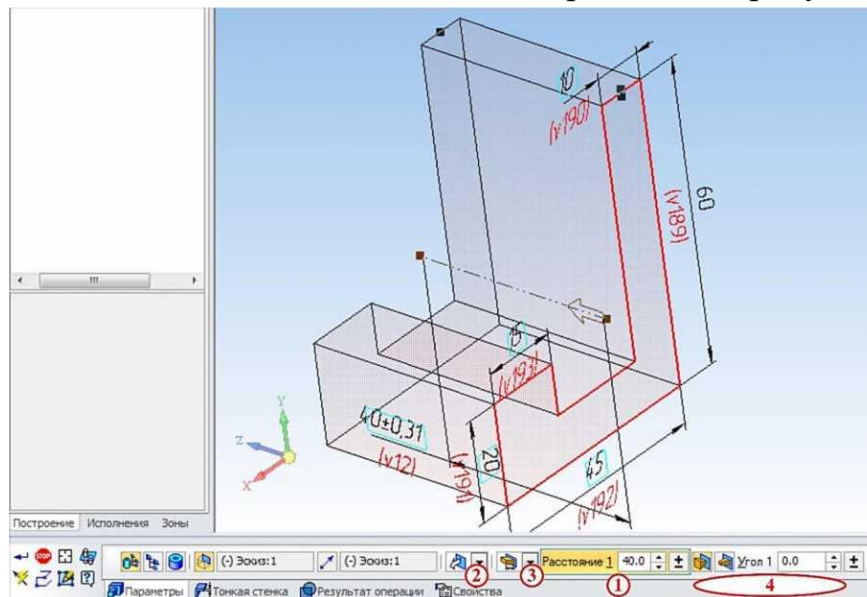 10
(v190)
60
(v189)
15
(v193)
40±0,31
(v12)
20
(v191)
45
(v192)
Y
Z
X
Построение Исполнения Зоны
STOP (-) Эскиз:1 (-) Эскиз:1 Расстояние 1 40.0 ± Угол 1 0.0 ±
2 3 1 4
Параметры Тонкая стенка Результат операции Свойства